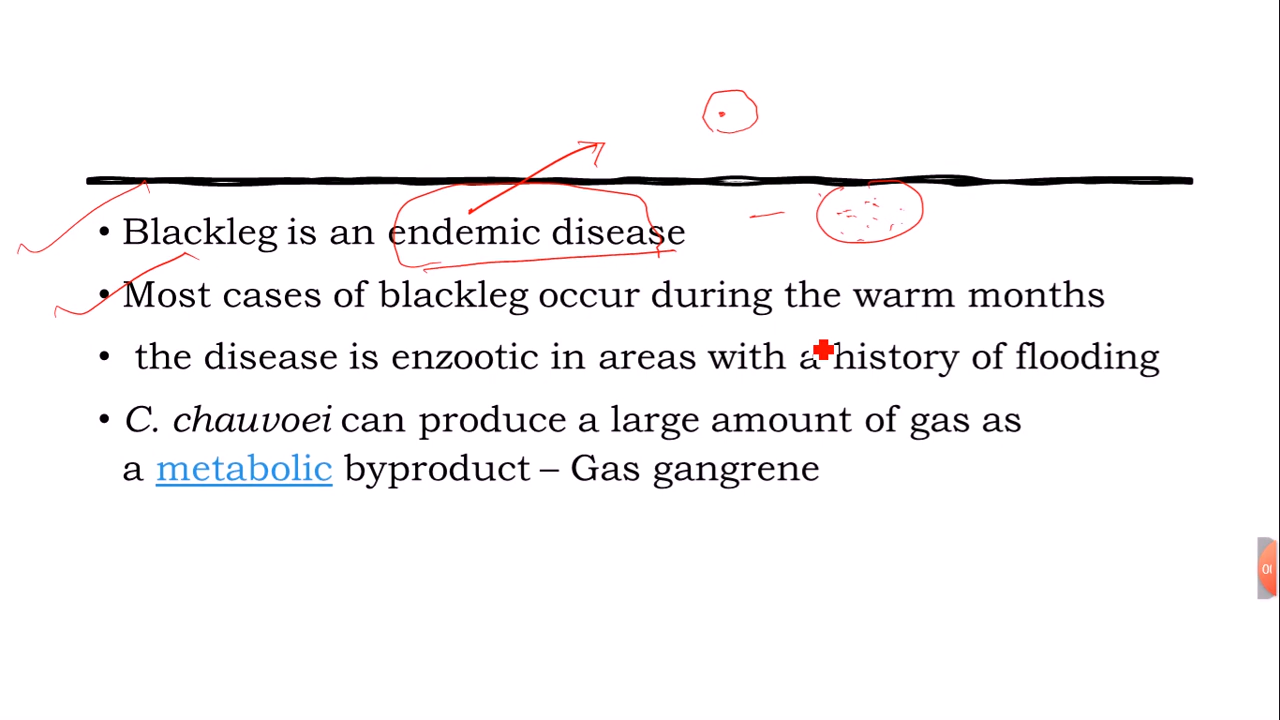 • Blackleg is an endemic disease
• Most cases of blackleg occur during the warm months
• the disease is enzootic in areas with a history of flooding
• C. chauvoei can produce a large amount of gas as
a metabolic byproduct – Gas gangrene